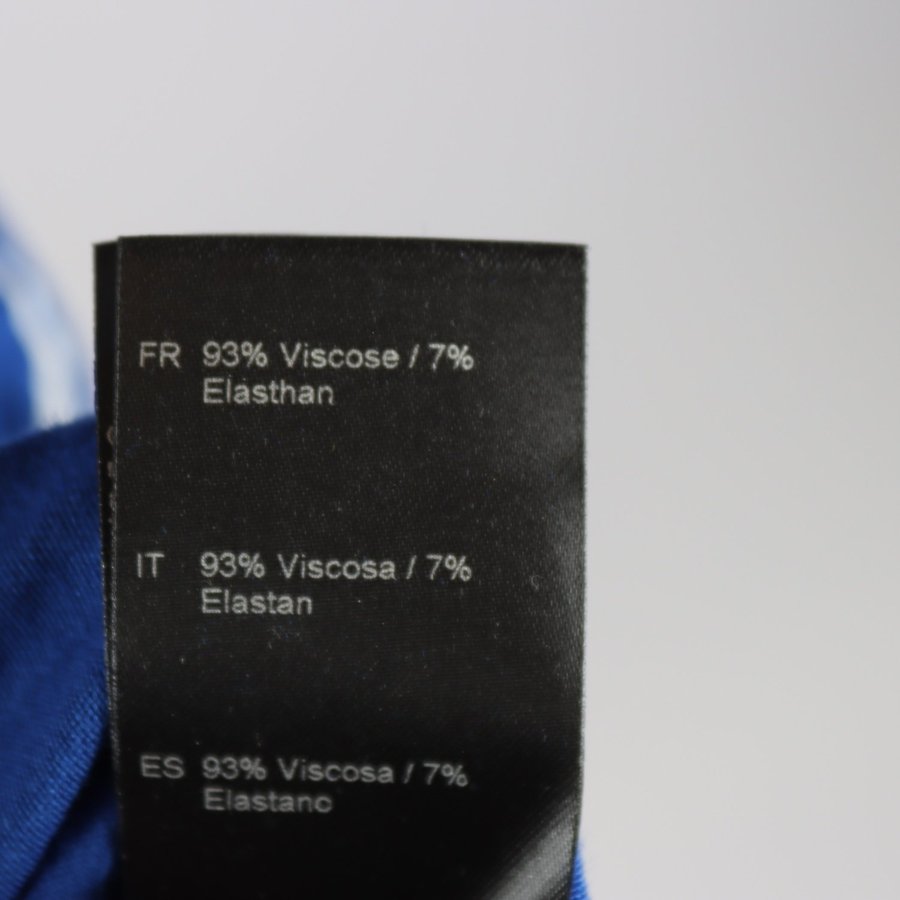 FR 93% Viscose / 7%
Elasthan
IT 93% Viscosa / 7%
Elastan
ES 93% Viscosa / 7%
Elastano